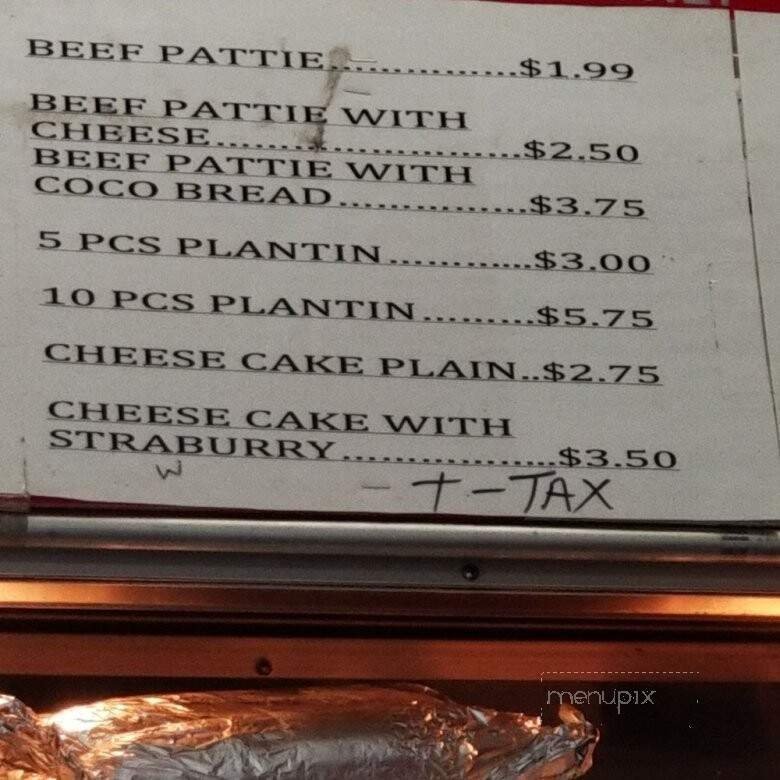 BEEF PATTIE................$1.99
BEEF PATTIE WITH
CHEESE.........................$2.50
BEEF PATTIE WITH
COCO BREAD...............$3.75
5 PCS PLANTIN............$3.00
10 PCS PLANTIN.........$5.75
CHEESE CAKE PLAIN..$2.75
CHEESE CAKE WITH
STRABURRY.................$3.50
W
- + - TAX
menupix